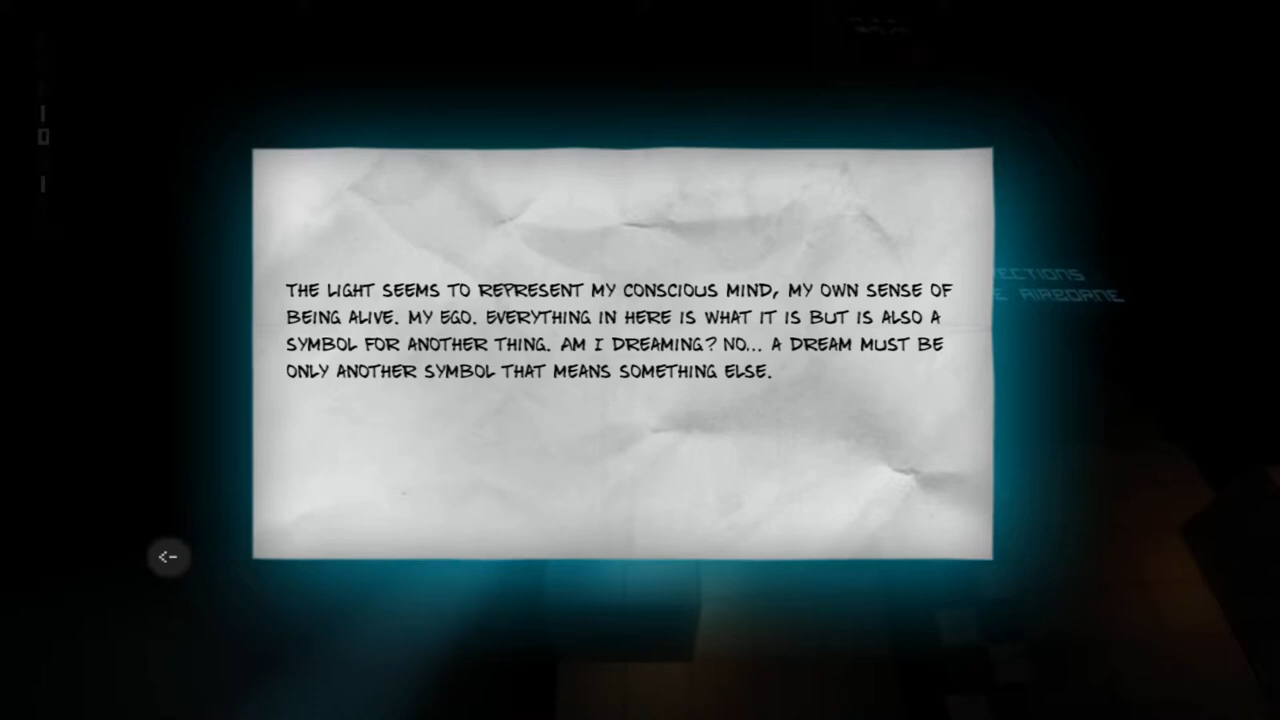 THE LIGHT SEEMS TO REPRESENT MY CONSCIOUS MIND, MY OWN SENSE OF
BEING ALIVE. MY EGO. EVERYTHING IN HERE IS WHAT IT IS BUT IS ALSO A
SYMBOL FOR ANOTHER THING. AM I DREAMING? NO... A DREAM MUST BE
ONLY ANOTHER SYMBOL THAT MEANS SOMETHING ELSE.
ECTIONS
E AIRBORNE
<-